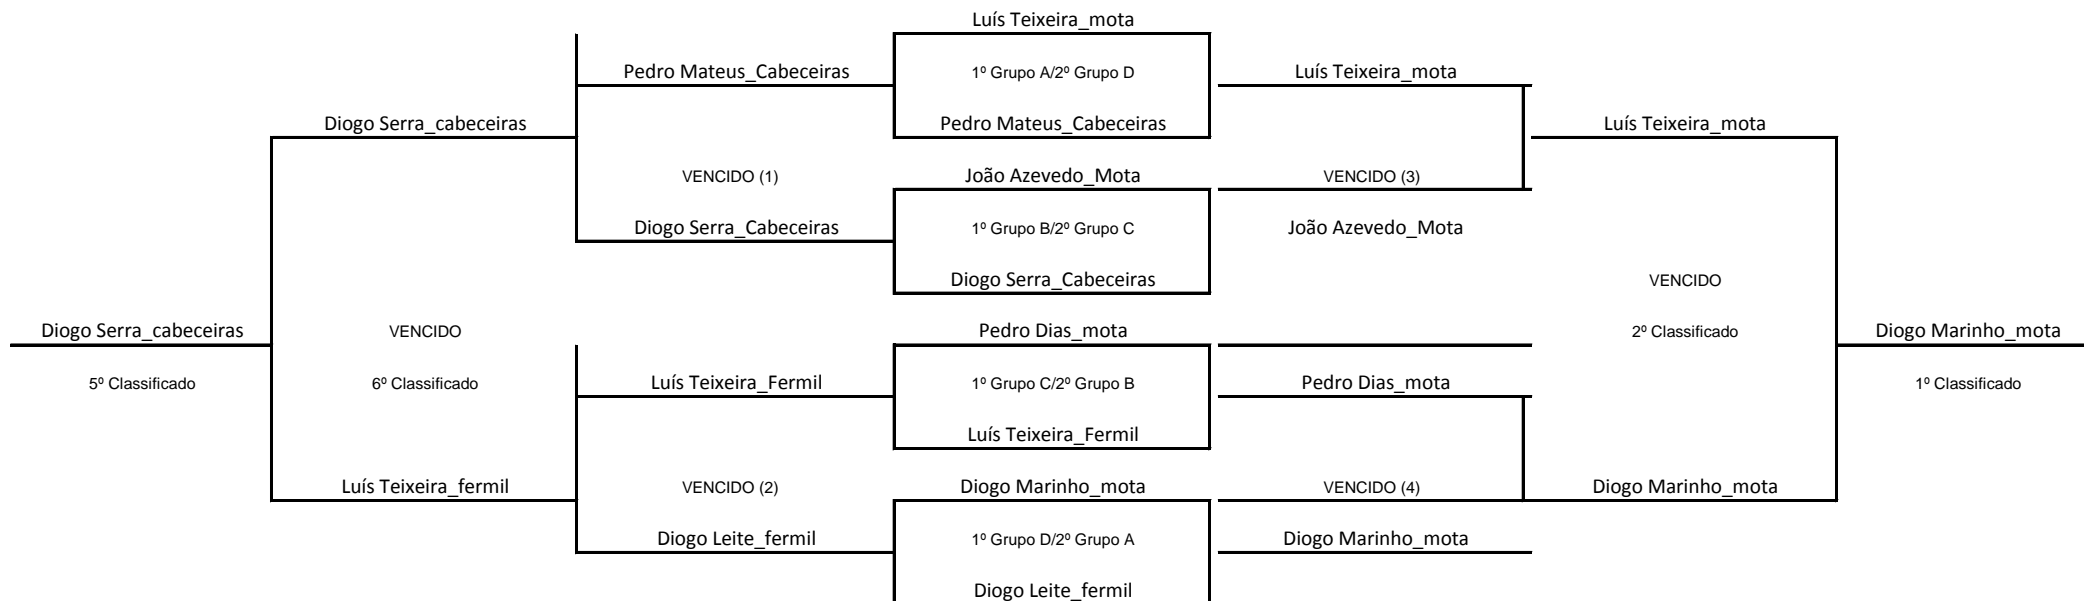 Luís Teixeira_mota
Pedro Mateus_Cabeceiras 1º Grupo A/2º Grupo D Luís Teixeira_mota
Diogo Serra_cabeceiras Pedro Mateus_Cabeceiras Luís Teixeira_mota
VENCIDO (1) João Azevedo_Mota VENCIDO (3)
Diogo Serra_Cabeceiras 1º Grupo B/2º Grupo C João Azevedo_Mota
Diogo Serra_Cabeceiras VENCIDO
Diogo Serra_cabeceiras VENCIDO Pedro Dias_mota 2º Classificado Diogo Marinho_mota
5º Classificado 6º Classificado Luís Teixeira_Fermil 1º Grupo C/2º Grupo B Pedro Dias_mota 1º Classificado
Luís Teixeira_Fermil
Luís Teixeira_fermil VENCIDO (2) Diogo Marinho_mota VENCIDO (4) Diogo Marinho_mota
Diogo Leite_fermil 1º Grupo D/2º Grupo A Diogo Marinho_mota
Diogo Leite_fermil